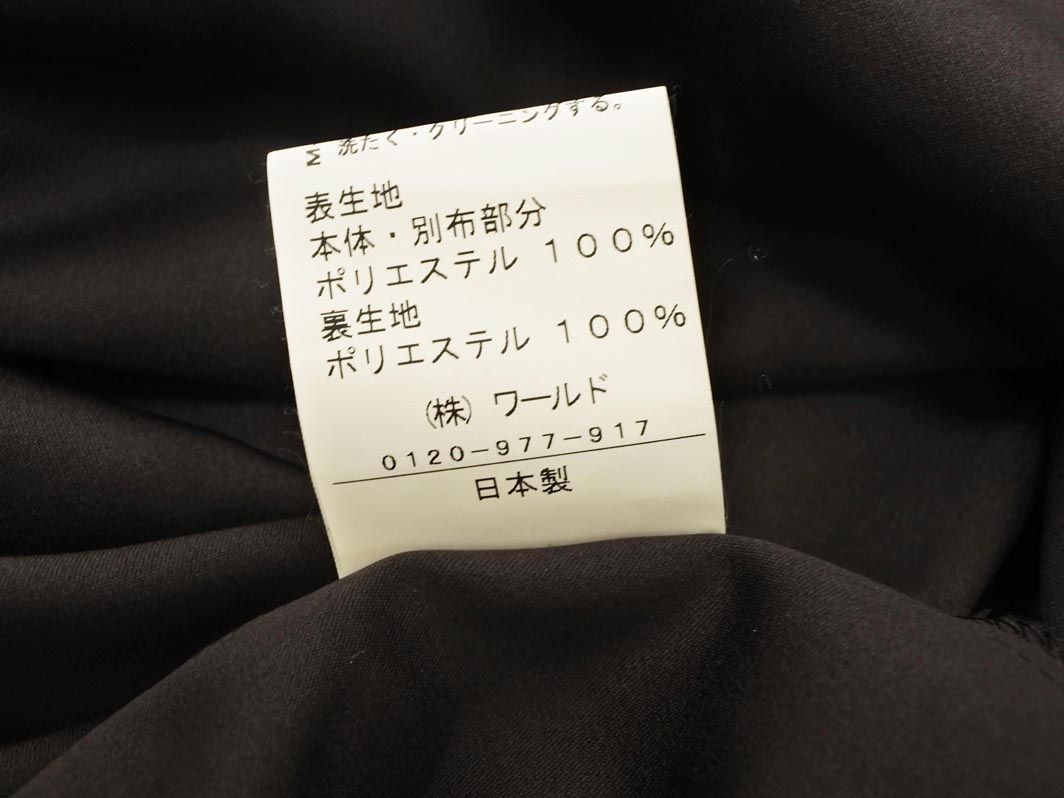 洗たく・クリーニングする。
表生地
本体・別布部分
ポリエステル 100%
裏生地
ポリエステル 100%
(株) ワールド
0120-977-917
日本製